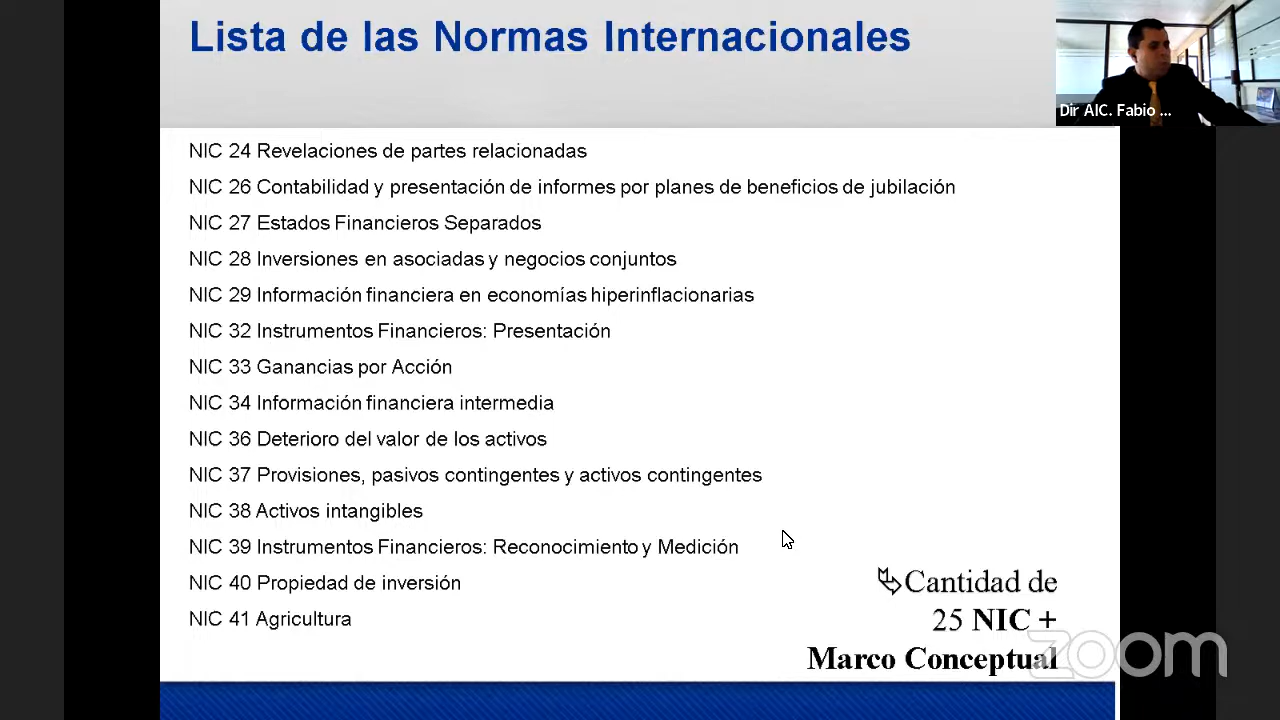 Lista de las Normas Internacionales
Dir AIC. Fabio ...
NIC 24 Revelaciones de partes relacionadas
NIC 26 Contabilidad y presentación de informes por planes de beneficios de jubilación
NIC 27 Estados Financieros Separados
NIC 28 Inversiones en asociadas y negocios conjuntos
NIC 29 Información financiera en economías hiperinflacionarias
NIC 32 Instrumentos Financieros: Presentación
NIC 33 Ganancias por Acción
NIC 34 Información financiera intermedia
NIC 36 Deterioro del valor de los activos
NIC 37 Provisiones, pasivos contingentes y activos contingentes
NIC 38 Activos intangibles
NIC 39 Instrumentos Financieros: Reconocimiento y Medición
NIC 40 Propiedad de inversión
NIC 41 Agricultura
Cantidad de
25 NIC +
Marco Conceptual
zoom